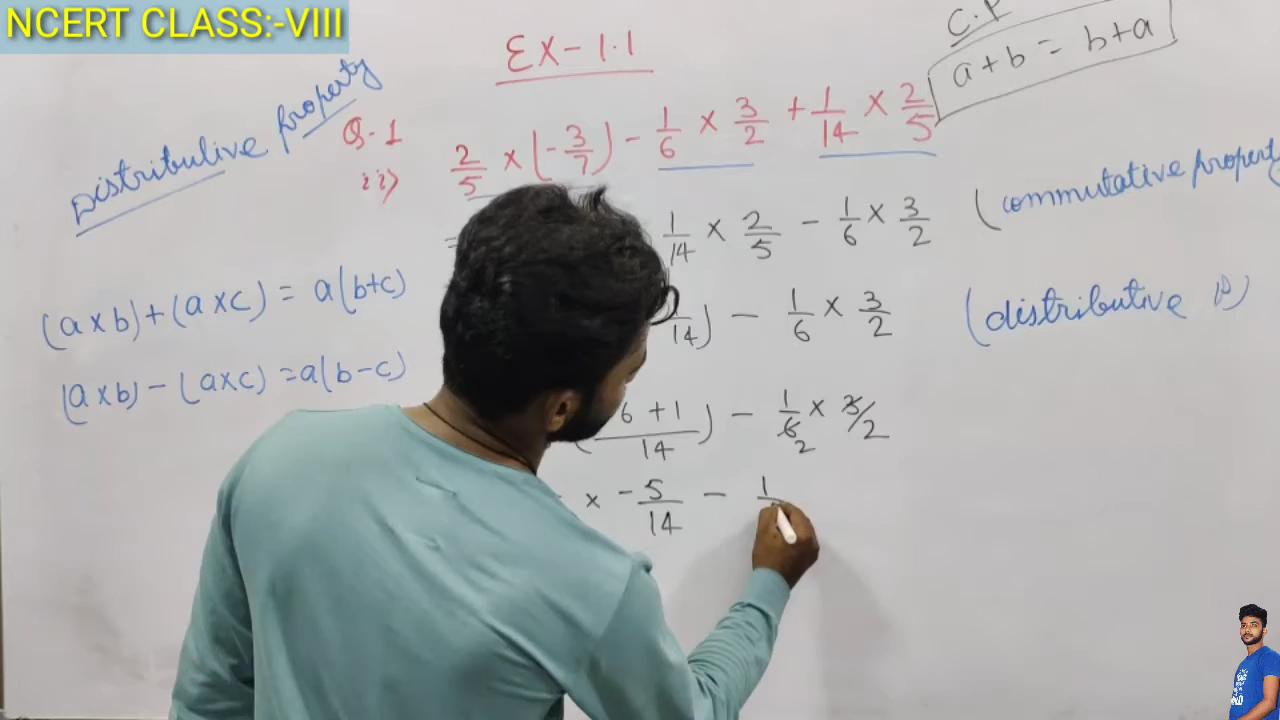 NCERT CLASS:-VIII
EX-1.1
C.P
a+b = b+a
Distributive property
Q-1
ii) 2/5 × (-3/7) - 1/6 × 3/2 + 1/14 × 2/5
= 1/14 × 2/5 - 1/6 × 3/2 (commutative property
(a×b)+(a×c) = a(b+c)
14) - 1/6 × 3/2 (distributive P)
(a×b) - (a×c) = a(b-c)
6 +1/14) - 1/6 2 × 3/2
× -5/14 - 1